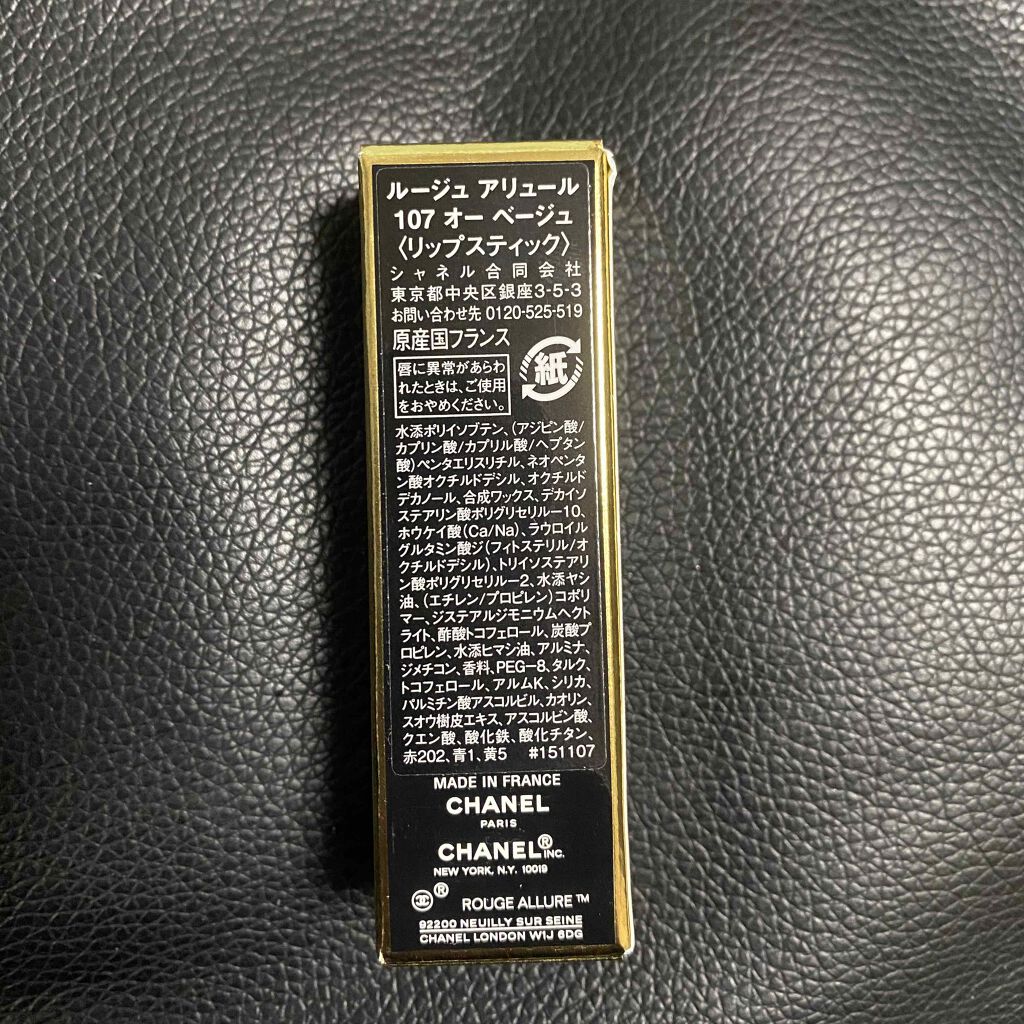 ルージュ アリュール
107 オー ベージュ
〈リップスティック〉
シャネル合同会社
東京都中央区銀座3-5-3
お問い合わせ先 0120-525-519
原産国フランス
唇に異常があらわ
れたときは、ご使用
をおやめください。
紙
水添ポリイソブテン、(アジピン酸/
カプリン酸/カプリル酸/ヘプタン
酸)ペンタエリスリチル、ネオペンタ
ン酸オクチルドデシル、オクチルド
デカノール、合成ワックス、デカイソ
ステアリン酸ポリグリセリルー10、
ホウケイ酸(Ca/Na)、ラウロイル
グルタミン酸ジ(フィトステリル/オ
クチルドデシル)、トリイソステアリ
ン酸ポリグリセリルー2、水添ヤシ
油、(エチレン/プロピレン)コポリ
マー、ジステアルジモニウムヘクト
ライト、酢酸トコフェロール、炭酸プ
ロピレン、水添ヒマシ油、アルミナ、
ジメチコン、香料、PEG-8、タルク、
トコフェロール、アルムK、シリカ、
パルミチン酸アスコルビル、カオリン、
スオウ樹皮エキス、アスコルビン酸、
クエン酸、酸化鉄、酸化チタン、
赤202、青1、黄5 #151107
MADE IN FRANCE
CHANEL
PARIS
CHANEL® INC.
NEW YORK, N.Y. 10019
® ROUGE ALLURE™
92200 NEUILLY SUR SEINE
CHANEL LONDON W1J 6DG